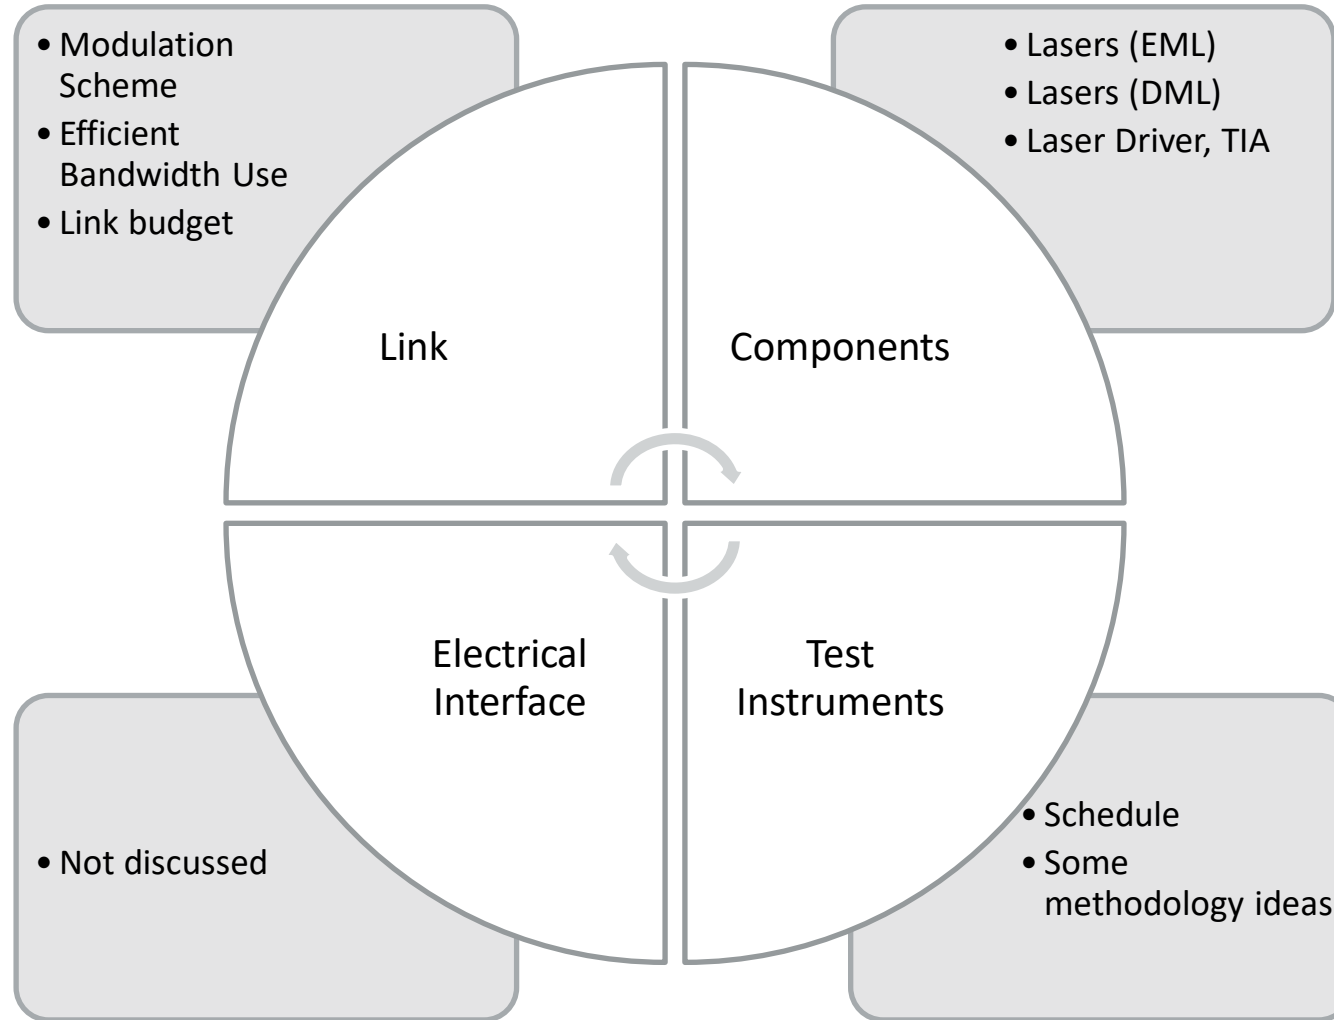 • Modulation
Scheme
• Efficient
Bandwidth Use
• Link budget
• Lasers (EML)
• Lasers (DML)
• Laser Driver, TIA
Link
Components
Electrical
Interface
Test
Instruments
• Not discussed
• Schedule
• Some
methodology ideas